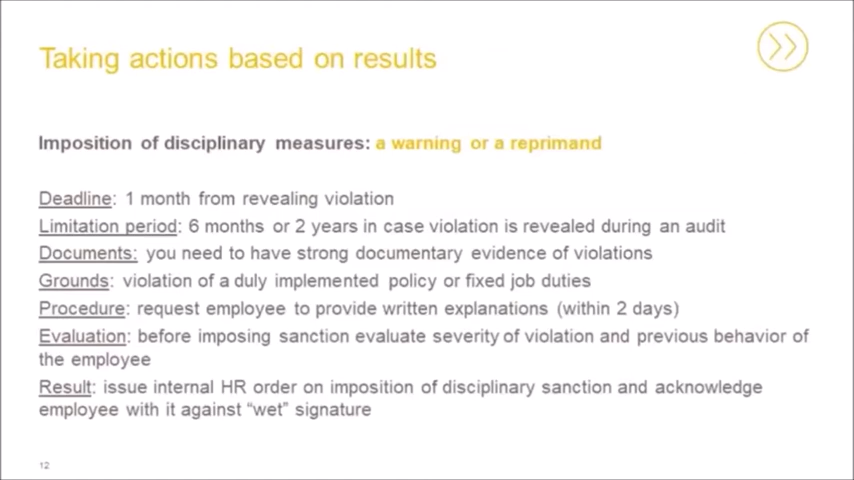 Taking actions based on results
Imposition of disciplinary measures: a warning or a reprimand
Deadline: 1 month from revealing violation
Limitation period: 6 months or 2 years in case violation is revealed during an audit
Documents: you need to have strong documentary evidence of violations
Grounds: violation of a duly implemented policy or fixed job duties
Procedure: request employee to provide written explanations (within 2 days)
Evaluation: before imposing sanction evaluate severity of violation and previous behavior of
the employee
Result: issue internal HR order on imposition of disciplinary sanction and acknowledge
employee with it against “wet” signature
12